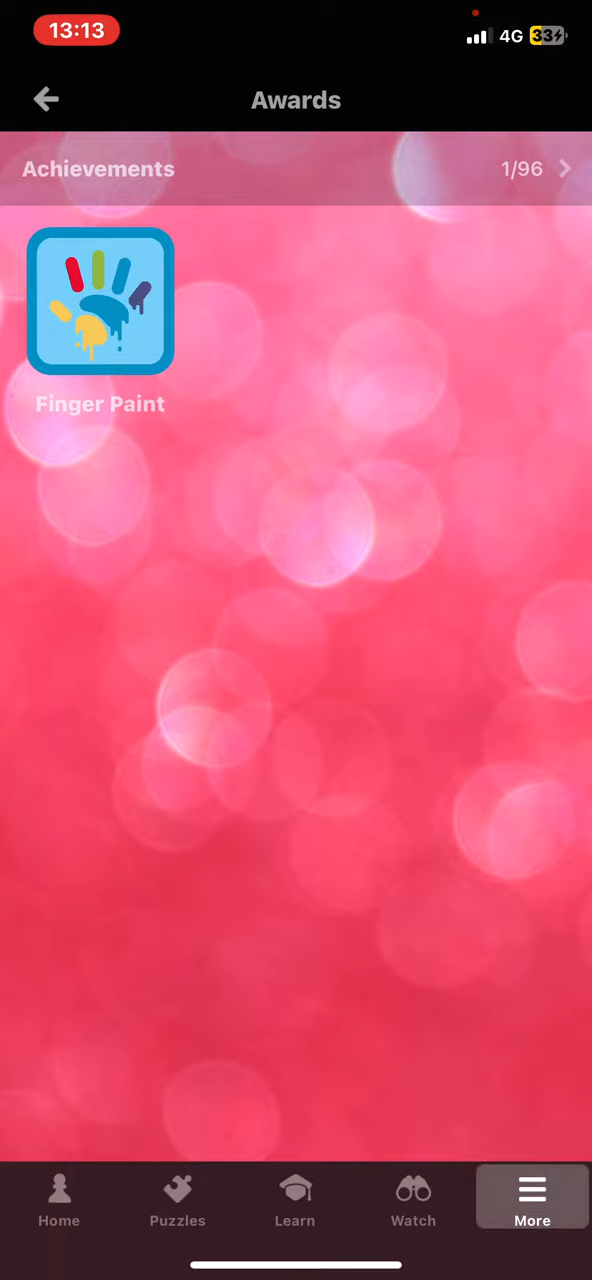 13:13
4G
33
Awards
Achievements
1/96
Finger Paint
Home
Puzzles
Learn
Watch
More